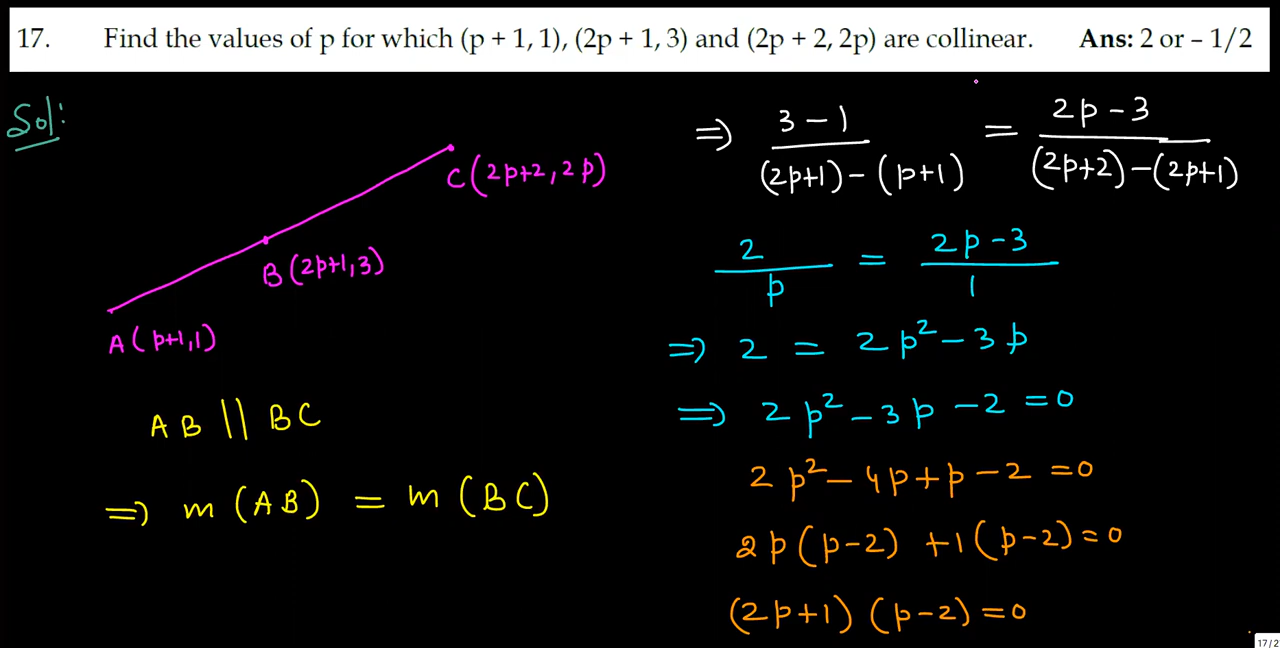 17. Find the values of p for which (p + 1, 1), (2p + 1, 3) and (2p + 2, 2p) are collinear. Ans: 2 or – 1/2
Sol:
C(2p+2, 2p)
B(2p+1, 3)
A(p+1, 1)
AB || BC
=> m(AB) = m(BC)
=> (3 - 1)/((2p+1) - (p+1)) = (2p - 3)/((2p+2) - (2p+1))
2/p = (2p - 3)/1
=> 2 = 2p² - 3p
=> 2p² - 3p - 2 = 0
2p² - 4p + p - 2 = 0
2p(p-2) + 1(p-2) = 0
(2p+1) (p-2) = 0